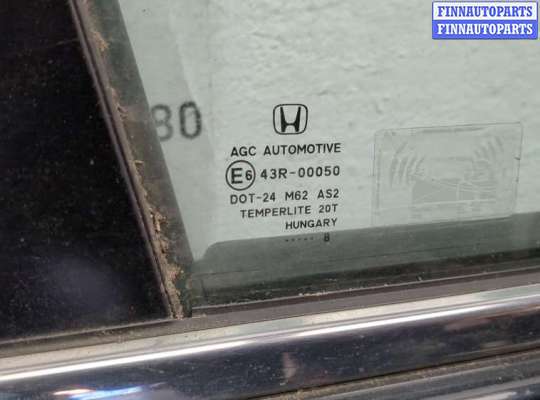 FINNAUTOPARTS
FINNAUTOPARTS
80
AGC AUTOMOTIVE
E6 43R-00050
DOT-24 M62 AS2
TEMPERLITE 20T
HUNGARY
..... 8